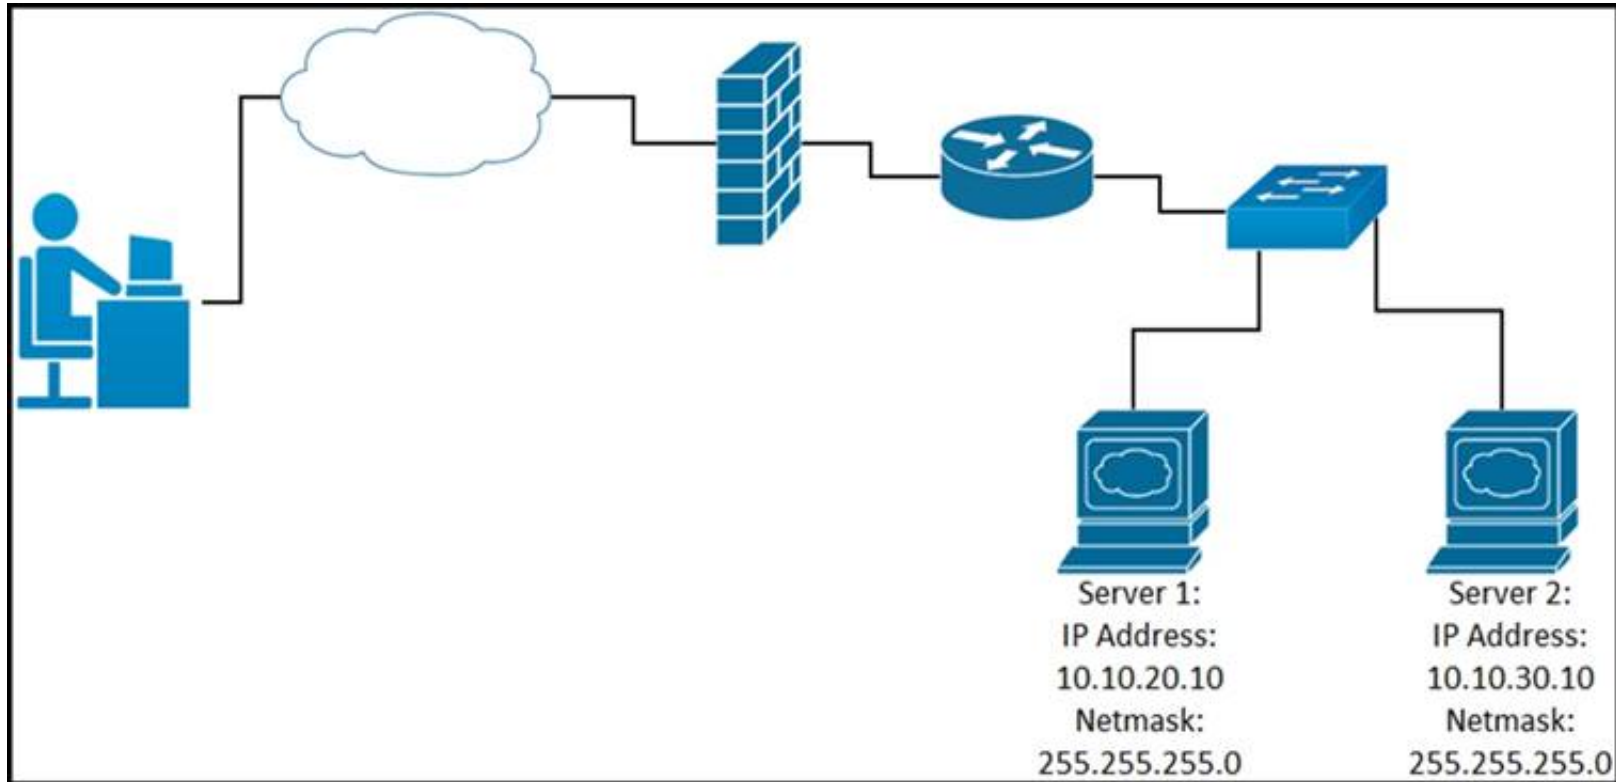 Server 1:
IP Address:
10.10.20.10
Netmask:
255.255.255.0
Server 2:
IP Address:
10.10.30.10
Netmask:
255.255.255.0